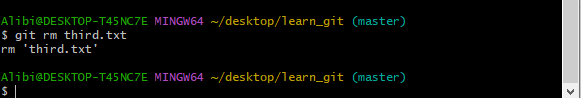 Alibi@DESKTOP-T45NC7E MINGW64 ~/desktop/learn_git (master)
$ git rm third.txt
rm 'third.txt'
Alibi@DESKTOP-T45NC7E MINGW64 ~/desktop/learn_git (master)
$